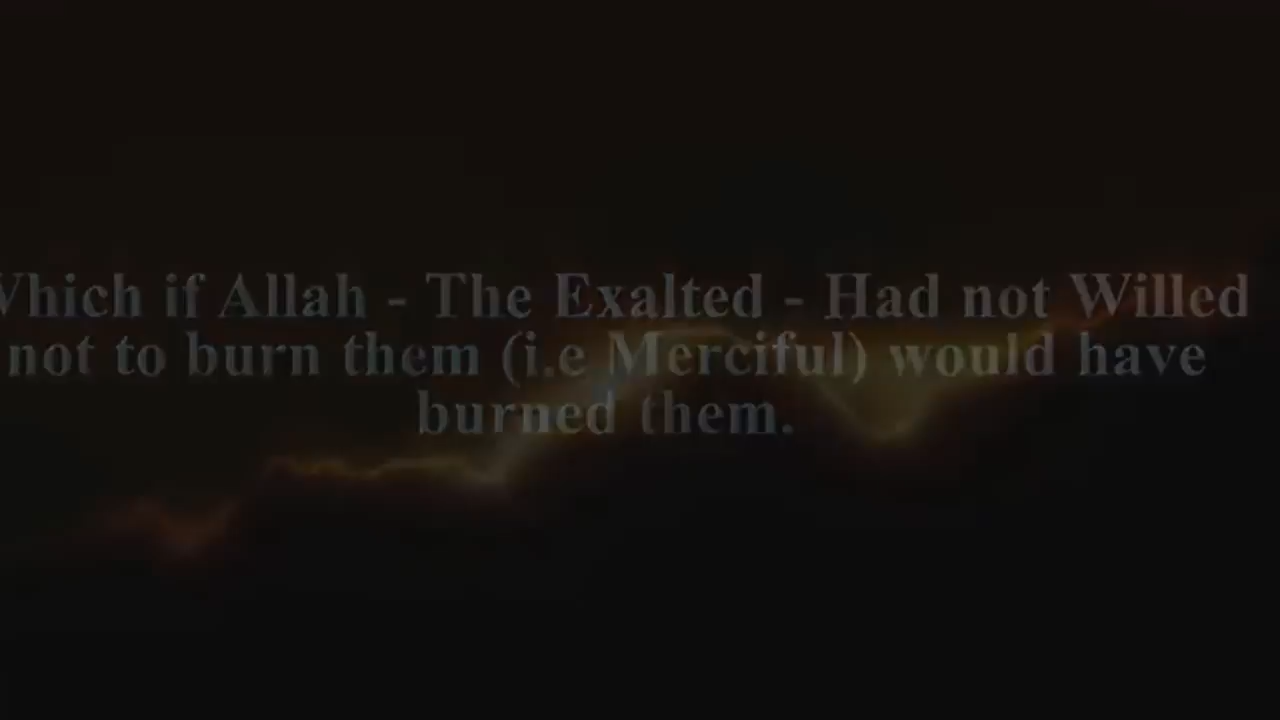 Which if Allah - The Exalted - Had not Willed
not to burn them (i.e Merciful) would have
burned them.